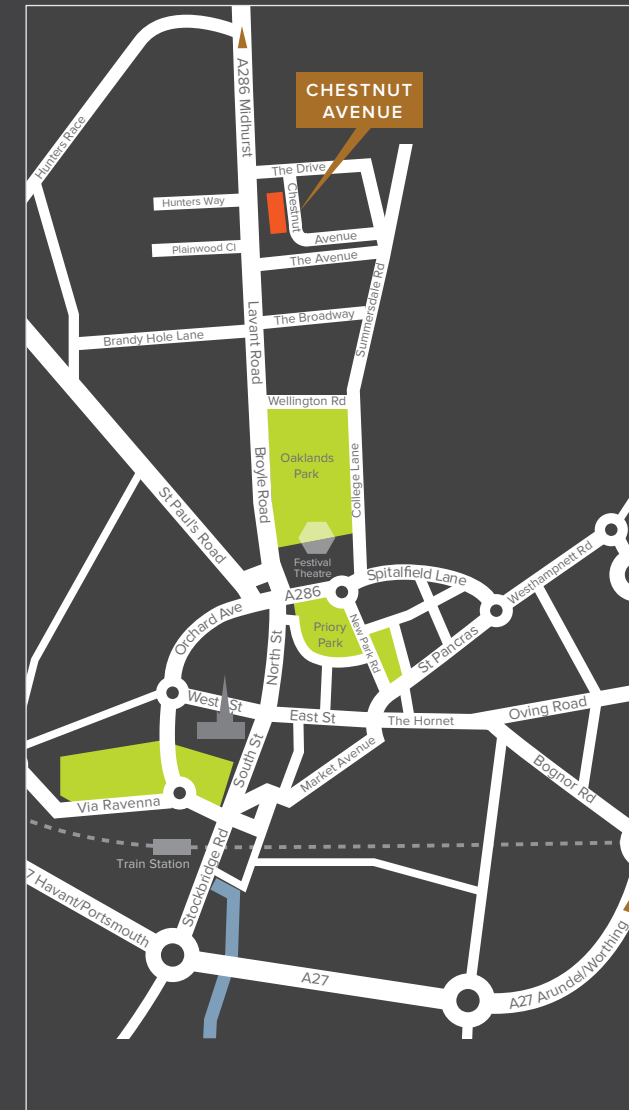 A286 Midhurst
CHESTNUT
AVENUE
Hunters Race
The Drive
Chestnut
Hunters Way
Avenue
Plainwood Cl
The Avenue
Summersdale Rd
Lavant Road
The Broadway
Brandy Hole Lane
Wellington Rd
Oaklands
Park
Broyle Road
College Lane
St Paul's Road
Festival
Theatre
Westhampnett Rd
Spitalfield Lane
A286
Orchard Ave
Priory
Park
New Park Rd
North St
St Pancras
West St
East St
The Hornet
Oving Road
South St
Market Avenue
Bognor Rd
Via Ravenna
Train Station
Stockbridge Rd
7 Havant/Portsmouth
A27
A27 Arundel/Worthing